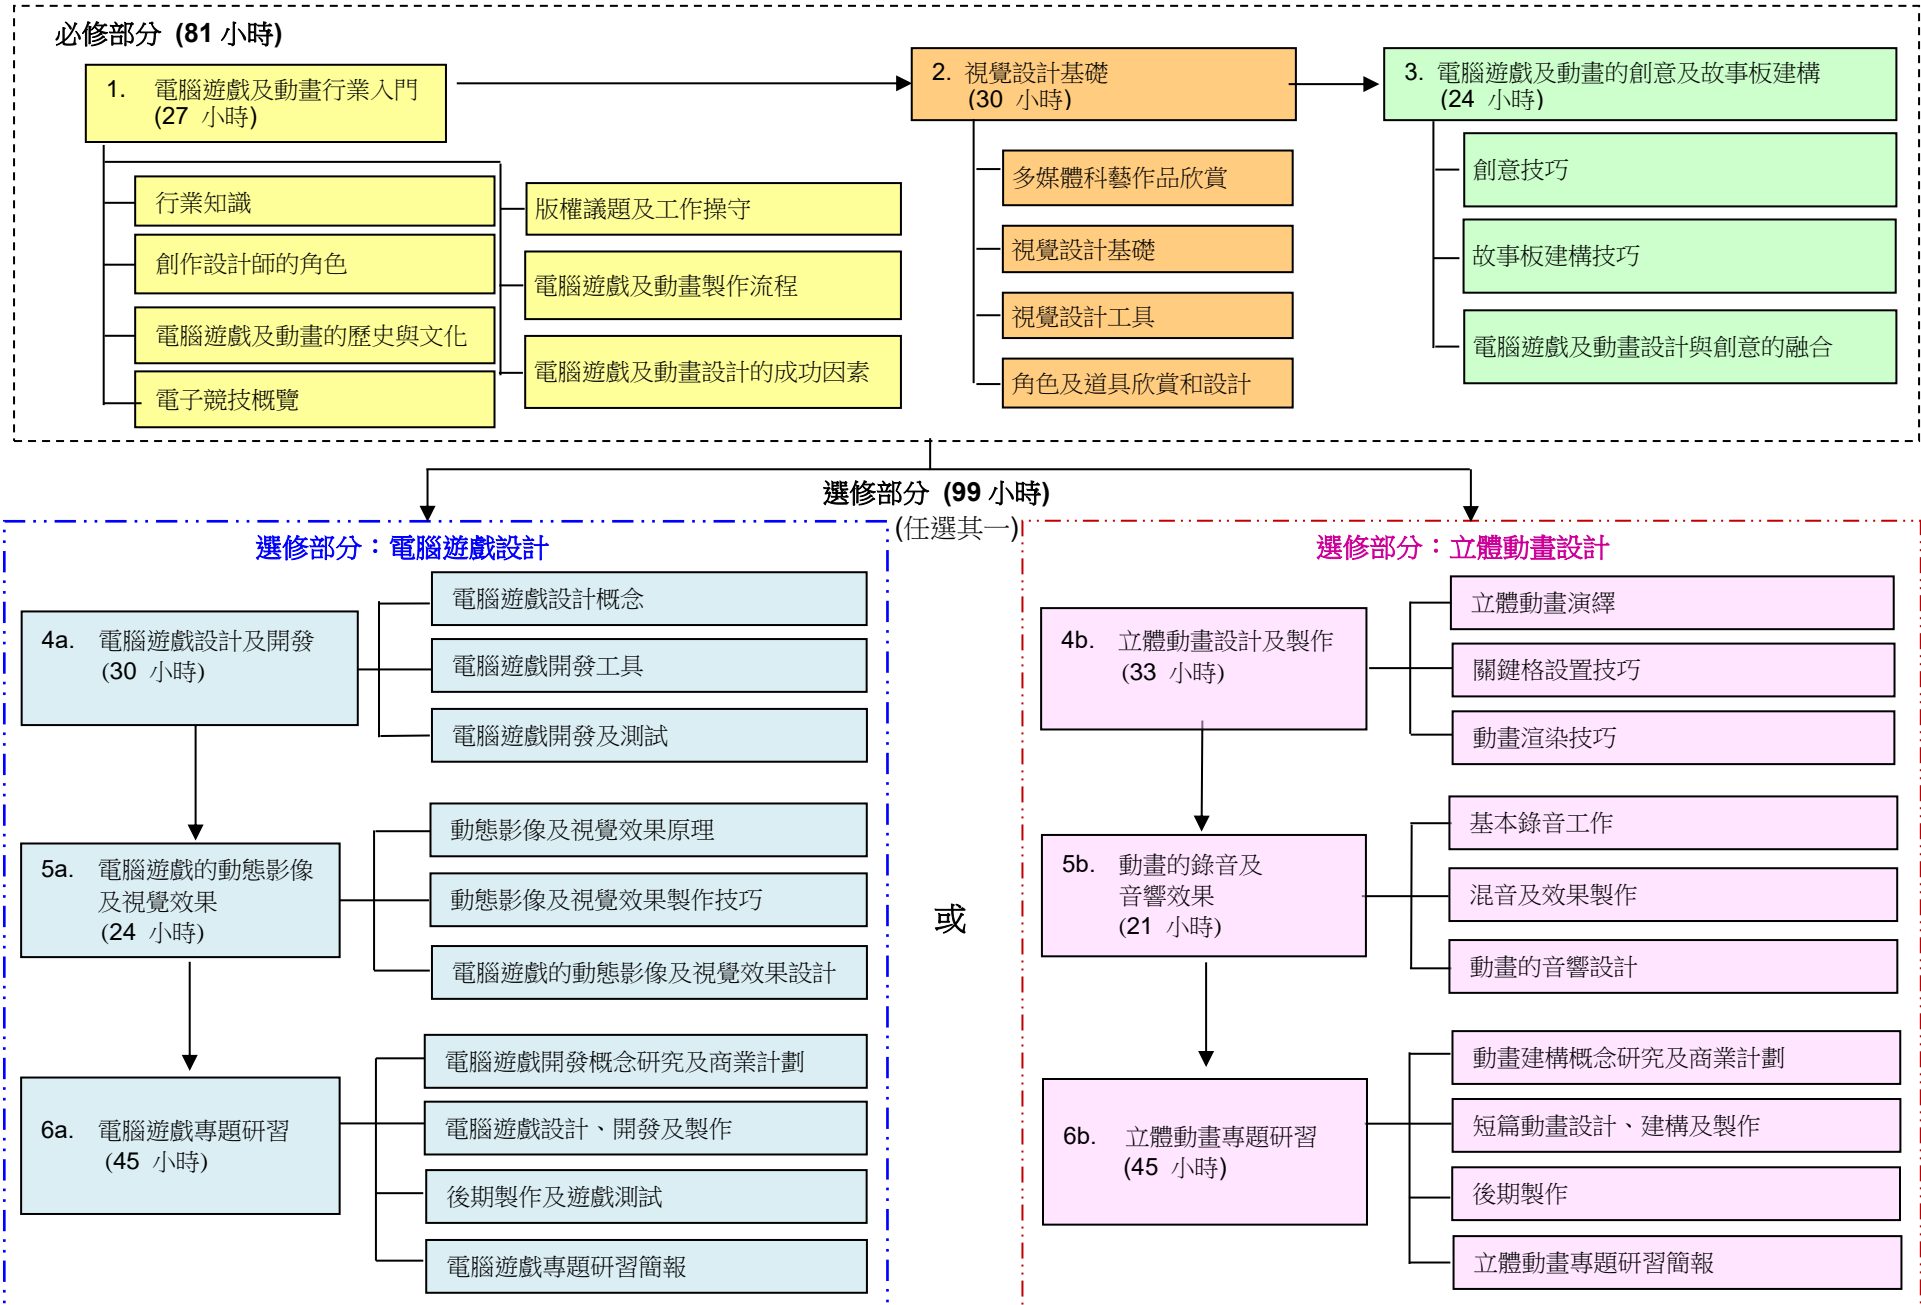 必修部分 (81 小時)
1. 電腦遊戲及動畫行業入門
(27 小時)
行業知識
創作設計師的角色
電腦遊戲及動畫的歷史與文化
電子競技概覽
版權議題及工作操守
電腦遊戲及動畫製作流程
電腦遊戲及動畫設計的成功因素
2. 視覺設計基礎
(30 小時)
多媒體科藝作品欣賞
視覺設計基礎
視覺設計工具
角色及道具欣賞和設計
3. 電腦遊戲及動畫的創意及故事板建構
(24 小時)
創意技巧
故事板建構技巧
電腦遊戲及動畫設計與創意的融合
選修部分 (99 小時)
(任選其一)
選修部分：電腦遊戲設計
4a. 電腦遊戲設計及開發
(30 小時)
電腦遊戲設計概念
電腦遊戲開發工具
電腦遊戲開發及測試
5a. 電腦遊戲的動態影像
及視覺效果
(24 小時)
動態影像及視覺效果原理
動態影像及視覺效果製作技巧
電腦遊戲的動態影像及視覺效果設計
6a. 電腦遊戲專題研習
(45 小時)
電腦遊戲開發概念研究及商業計劃
電腦遊戲設計、開發及製作
後期製作及遊戲測試
電腦遊戲專題研習簡報
或
選修部分：立體動畫設計
4b. 立體動畫設計及製作
(33 小時)
立體動畫演繹
關鍵格設置技巧
動畫渲染技巧
5b. 動畫的錄音及
音響效果
(21 小時)
基本錄音工作
混音及效果製作
動畫的音響設計
6b. 立體動畫專題研習
(45 小時)
動畫建構概念研究及商業計劃
短篇動畫設計、建構及製作
後期製作
立體動畫專題研習簡報